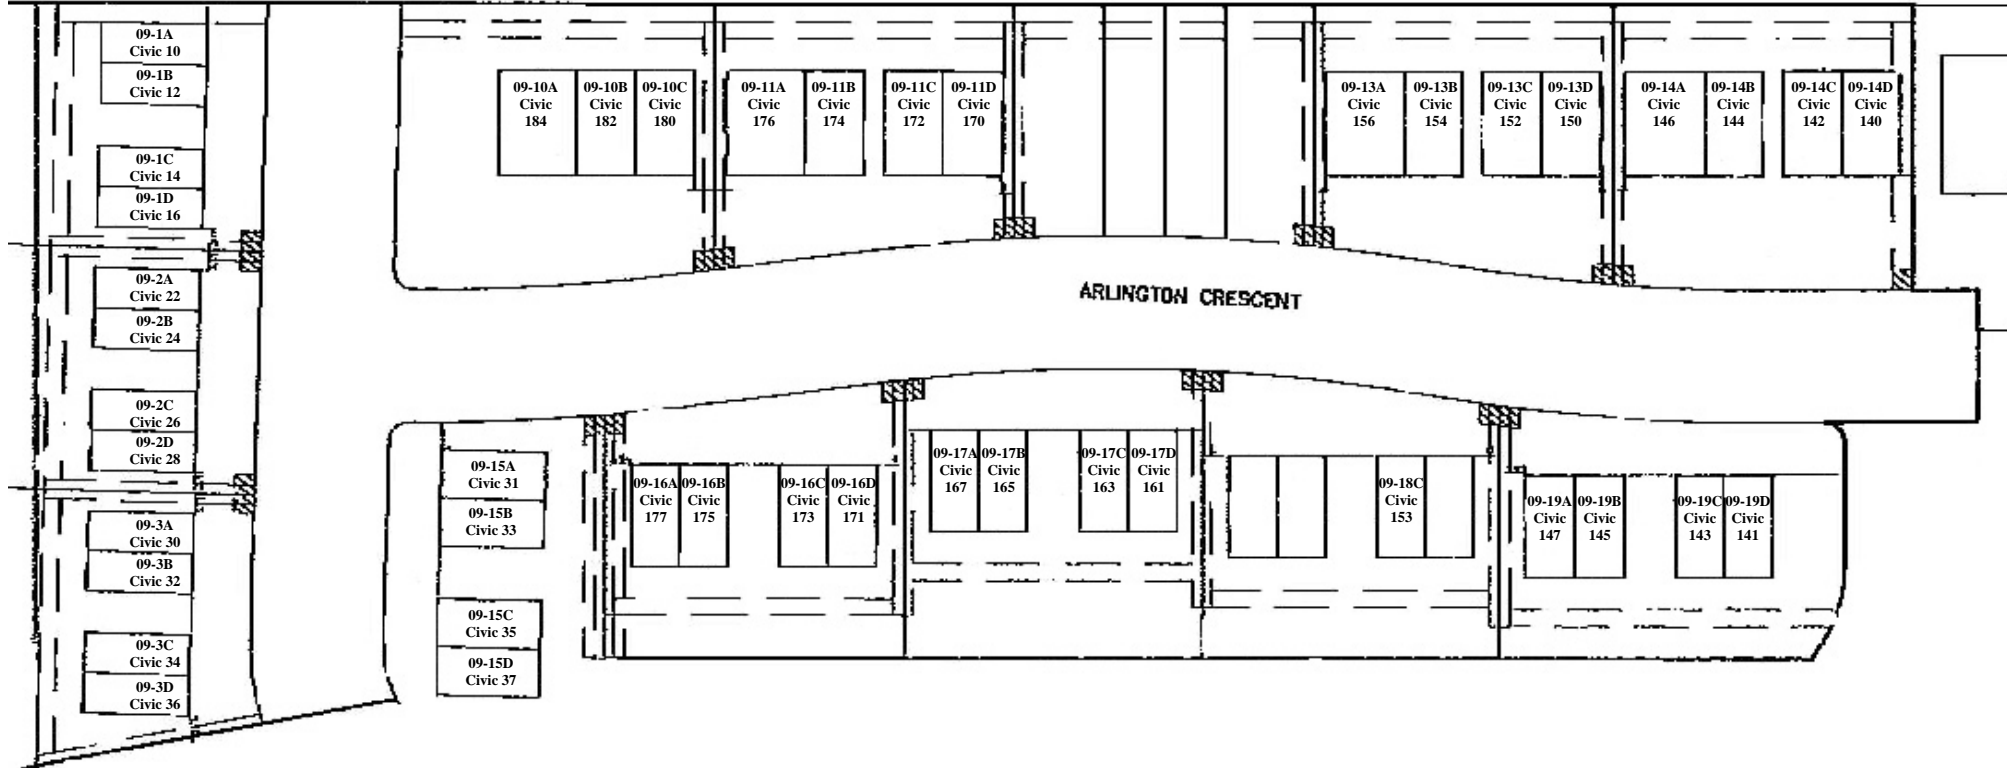 09-1A
Civic 10
09-1B
Civic 12
09-1C
Civic 14
09-1D
Civic 16
09-2A
Civic 22
09-2B
Civic 24
09-2C
Civic 26
09-2D
Civic 28
09-3A
Civic 30
09-3B
Civic 32
09-3C
Civic 34
09-3D
Civic 36
09-10A
Civic
184
09-10B
Civic
182
09-10C
Civic
180
09-11A
Civic
176
09-11B
Civic
174
09-11C
Civic
172
09-11D
Civic
170
09-13A
Civic
156
09-13B
Civic
154
09-13C
Civic
152
09-13D
Civic
150
09-14A
Civic
146
09-14B
Civic
144
09-14C
Civic
142
09-14D
Civic
140
ARLINGTON CRESCENT
09-15A
Civic 31
09-15B
Civic 33
09-15C
Civic 35
09-15D
Civic 37
09-16A
Civic
177
09-16B
Civic
175
09-16C
Civic
173
09-16D
Civic
171
09-17A
Civic
167
09-17B
Civic
165
09-17C
Civic
163
09-17D
Civic
161
09-18C
Civic
153
09-19A
Civic
147
09-19B
Civic
145
09-19C
Civic
143
09-19D
Civic
141